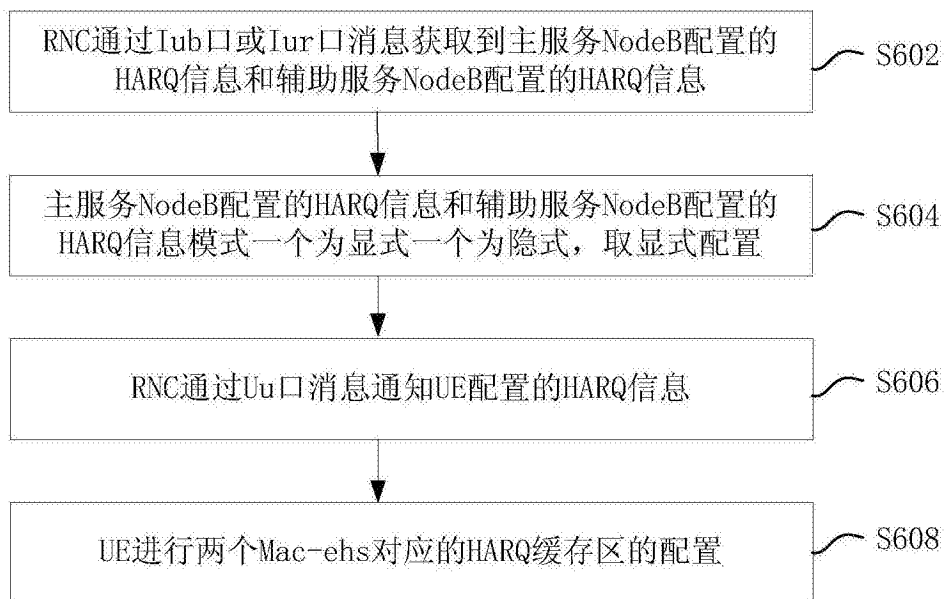 RNC通过Iub口或Iur口消息获取到主服务NodeB配置的
HARQ信息和辅助服务NodeB配置的HARQ信息
S602
主服务NodeB配置的HARQ信息和辅助服务NodeB配置的
HARQ信息模式一个为显式一个为隐式，取显式配置
S604
RNC通过Uu口消息通知UE配置的HARQ信息
S606
UE进行两个Mac-ehs对应的HARQ缓存区的配置
S608